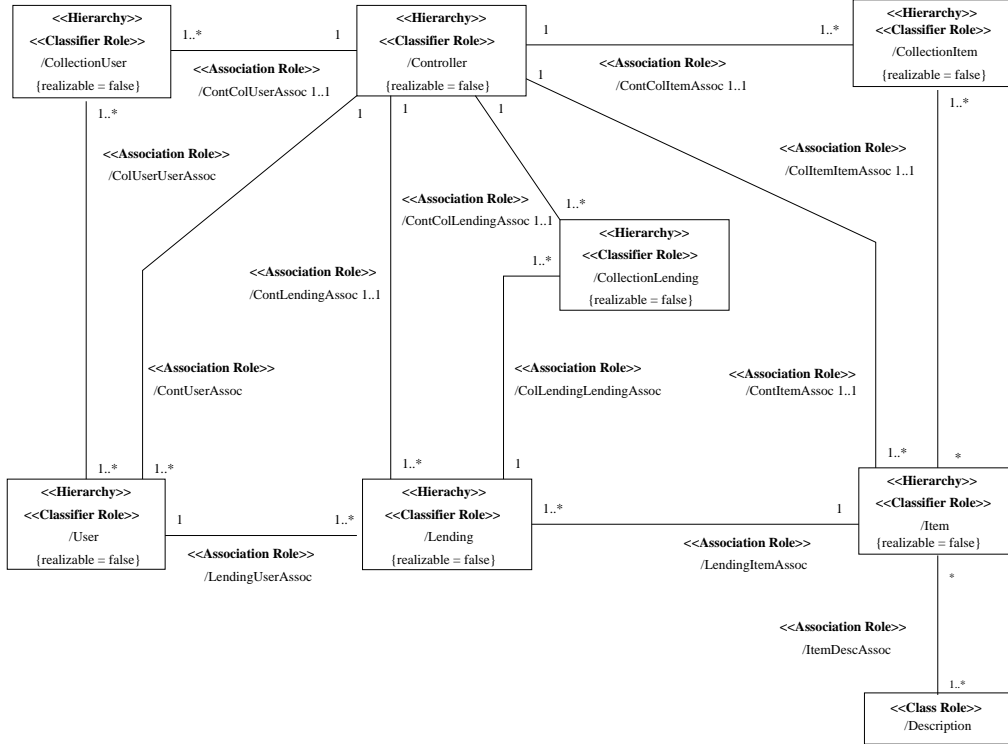 <<Hierarchy>>
<<Classifier Role>>
/CollectionUser
{realizable = false}
1..*
1
<<Association Role>>
/ContColUserAssoc 1..1
<<Hierarchy>>
<<Classifier Role>>
/Controller
{realizable = false}
1
1..*
<<Association Role>>
/ContColItemAssoc 1..1
<<Hierarchy>>
<<Classifier Role>>
/CollectionItem
{realizable = false}
1..*
1
1
1
1
1..*
<<Association Role>>
/ColUserUserAssoc
<<Association Role>>
/ColItemItemAssoc 1..1
<<Association Role>>
/ContColLendingAssoc 1..1
1..*
<<Hierarchy>>
<<Classifier Role>>
/CollectionLending
{realizable = false}
1..*
<<Association Role>>
/ContLendingAssoc 1..1
<<Association Role>>
/ContUserAssoc
<<Association Role>>
/ColLendingLendingAssoc
<<Association Role>>
/ContItemAssoc 1..1
1..*
1..*
1..*
1
1..*
*
<<Hierarchy>>
<<Classifier Role>>
/User
{realizable = false}
1
1..*
<<Association Role>>
/LendingUserAssoc
<<Hierachy>>
<<Classifier Role>>
/Lending
{realizable = false}
1..*
1
<<Association Role>>
/LendingItemAssoc
<<Hierarchy>>
<<Classifier Role>>
/Item
{realizable = false}
*
<<Association Role>>
/ItemDescAssoc
1..*
<<Class Role>>
/Description